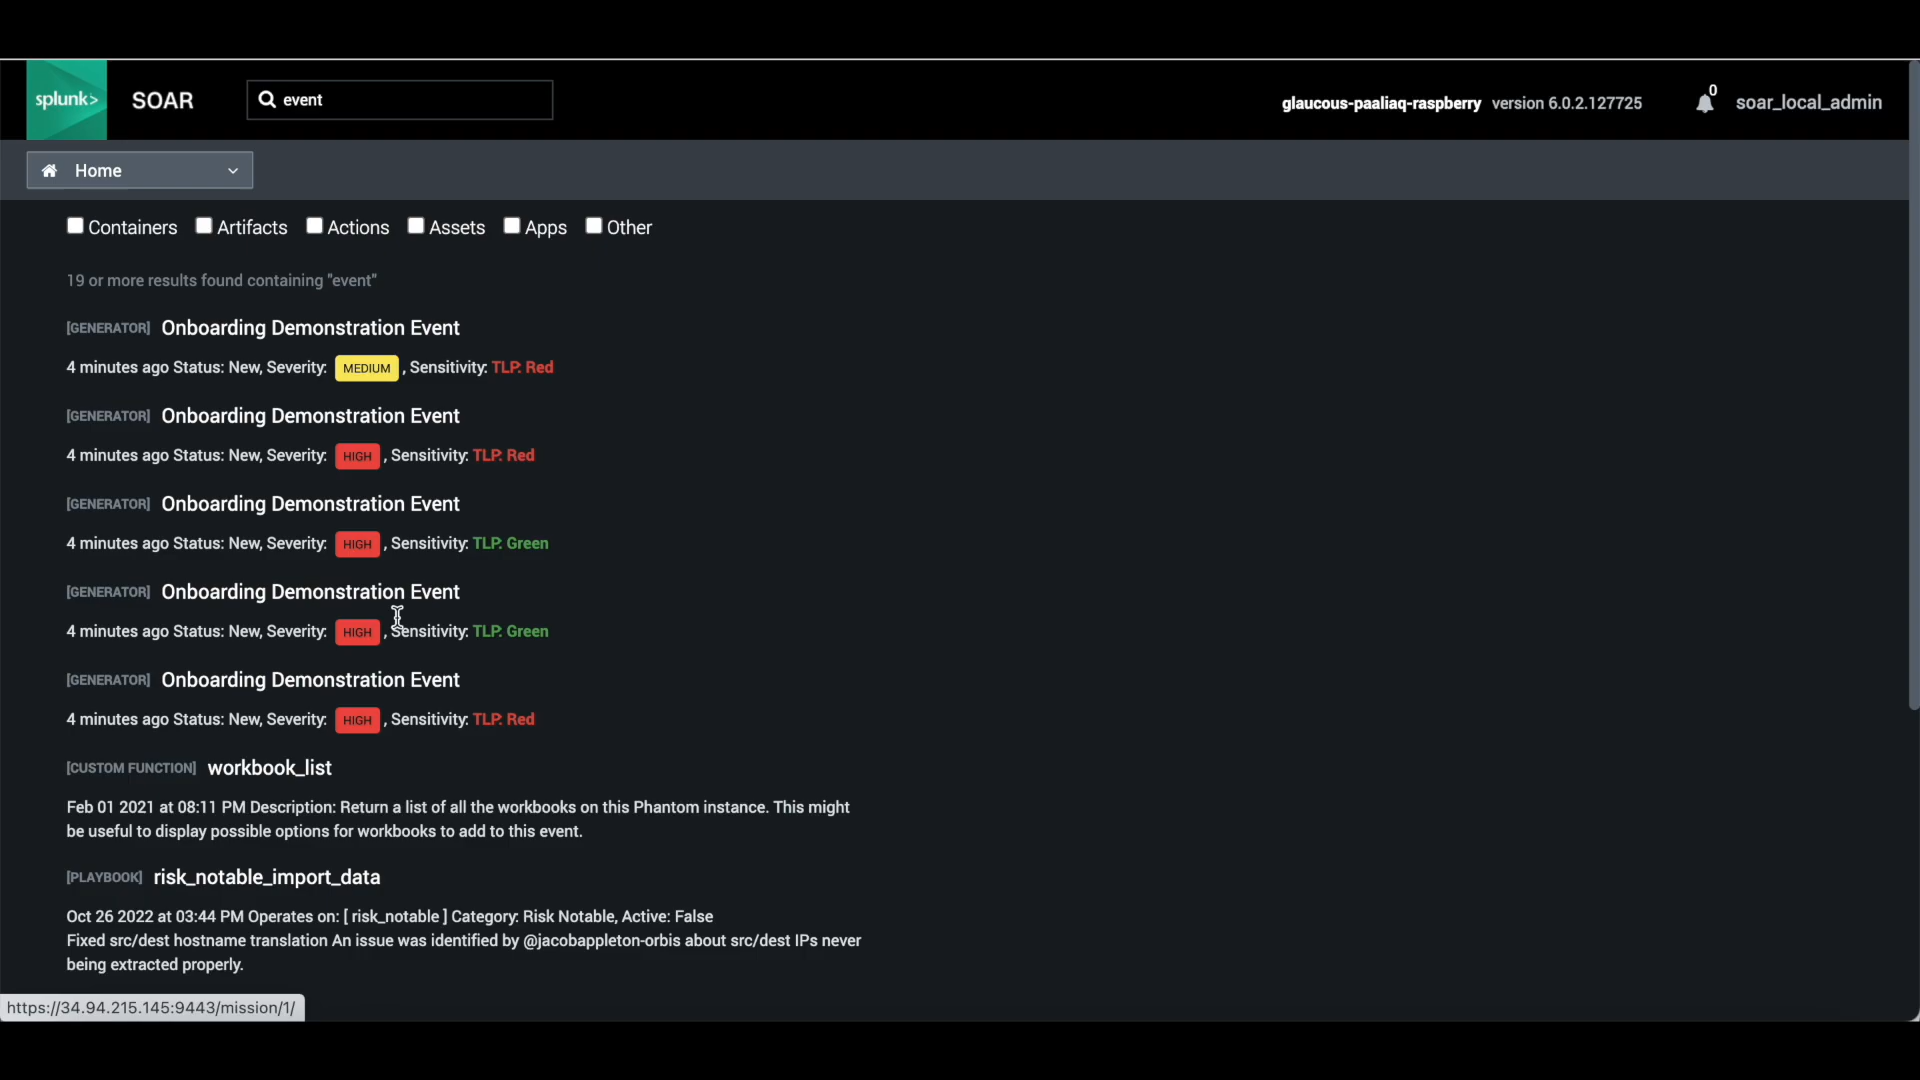 splunk>
SOAR
event
glaucous-paaliaq-raspberry version 6.0.2.127725
0
soar_local_admin
Home
Containers Artifacts Actions Assets Apps Other
19 or more results found containing "event"
[GENERATOR] Onboarding Demonstration Event
4 minutes ago Status: New, Severity: MEDIUM , Sensitivity: TLP: Red
[GENERATOR] Onboarding Demonstration Event
4 minutes ago Status: New, Severity: HIGH , Sensitivity: TLP: Red
[GENERATOR] Onboarding Demonstration Event
4 minutes ago Status: New, Severity: HIGH , Sensitivity: TLP: Green
[GENERATOR] Onboarding Demonstration Event
4 minutes ago Status: New, Severity: HIGH , Sensitivity: TLP: Green
[GENERATOR] Onboarding Demonstration Event
4 minutes ago Status: New, Severity: HIGH , Sensitivity: TLP: Red
[CUSTOM FUNCTION] workbook_list
Feb 01 2021 at 08:11 PM Description: Return a list of all the workbooks on this Phantom instance. This might
be useful to display possible options for workbooks to add to this event.
[PLAYBOOK] risk_notable_import_data
Oct 26 2022 at 03:44 PM Operates on: [ risk_notable ] Category: Risk Notable, Active: False
Fixed src/dest hostname translation An issue was identified by @jacobappleton-orbis about src/dest IPs never
being extracted properly.
https://34.94.215.145:9443/mission/1/